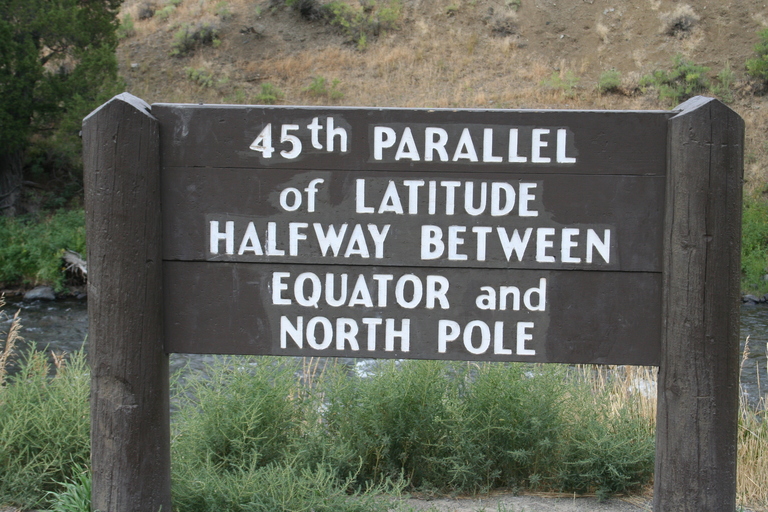 45th PARALLEL
of LATITUDE
HALFWAY BETWEEN
EQUATOR and
NORTH POLE